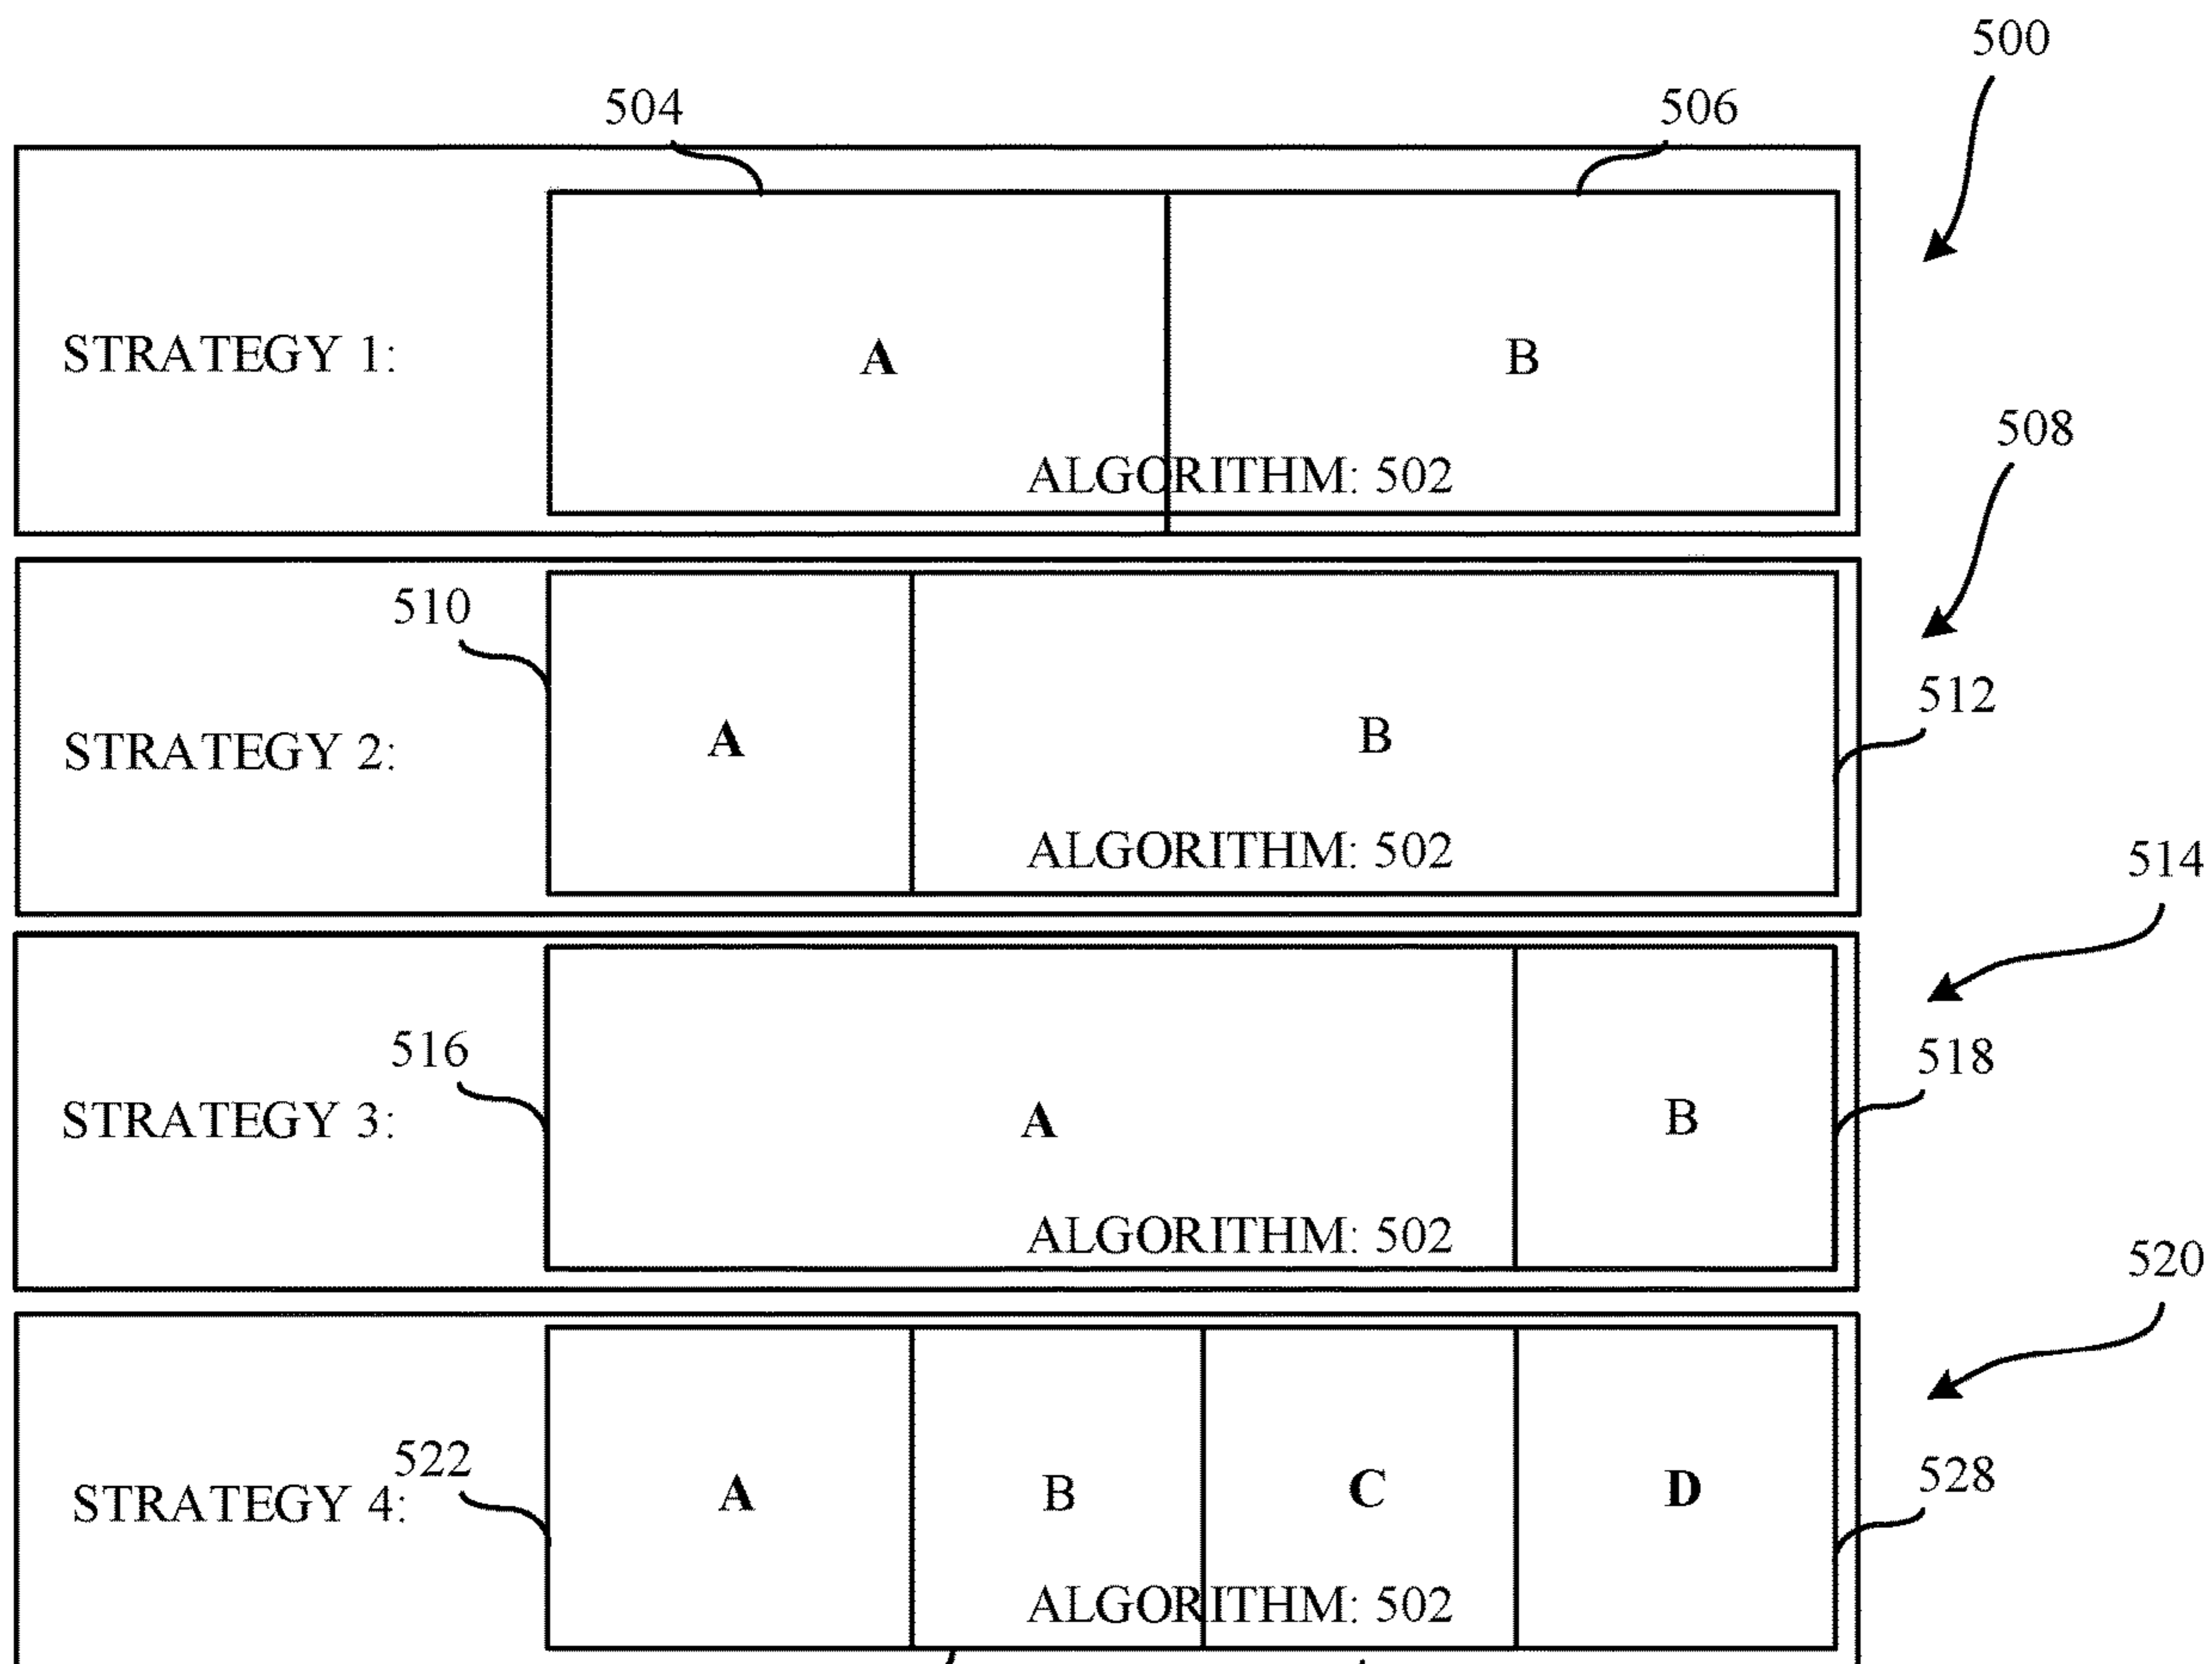 500
504
506
STRATEGY 1:
A
B
ALGORITHM: 502
508
510
512
STRATEGY 2:
A
B
ALGORITHM: 502
514
516
518
STRATEGY 3:
A
B
ALGORITHM: 502
520
522
528
STRATEGY 4:
A
B
C
D
ALGORITHM: 502